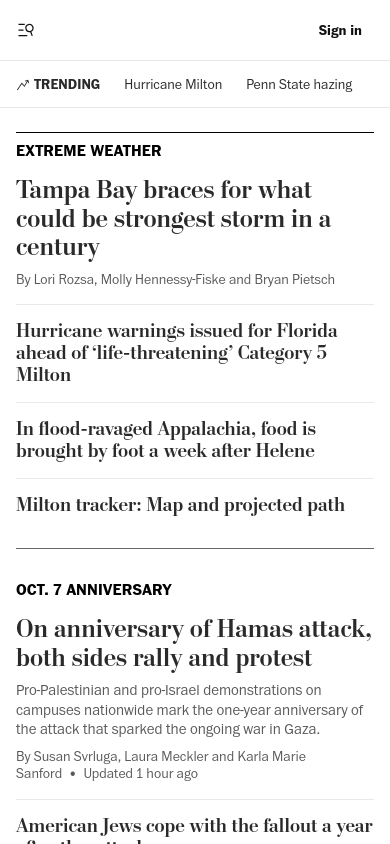 Sign in
TRENDING Hurricane Milton Penn State hazing
EXTREME WEATHER
Tampa Bay braces for what
could be strongest storm in a
century
By Lori Rozsa, Molly Hennessy-Fiske and Bryan Pietsch
Hurricane warnings issued for Florida
ahead of ‘life-threatening’ Category 5
Milton
In flood-ravaged Appalachia, food is
brought by foot a week after Helene
Milton tracker: Map and projected path
OCT. 7 ANNIVERSARY
On anniversary of Hamas attack,
both sides rally and protest
Pro-Palestinian and pro-Israel demonstrations on
campuses nationwide mark the one-year anniversary of
the attack that sparked the ongoing war in Gaza.
By Susan Svrluga, Laura Meckler and Karla Marie
Sanford • Updated 1 hour ago
American Jews cope with the fallout a year